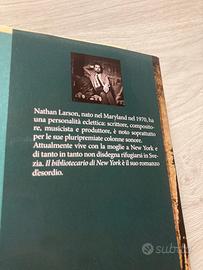 Nathan Larson, nato nel Maryland nel 1970, ha
una personalità eclettica: scrittore, composito-
re, musicista e produttore, è noto soprattutto
per le sue pluripremiate colonne sonore.
Attualmente vive con la moglie a New York e
di tanto in tanto non disdegna rifugiarsi in Sve-
zia. Il bibliotecario di New York è il suo romanzo
d'esordio.
subito